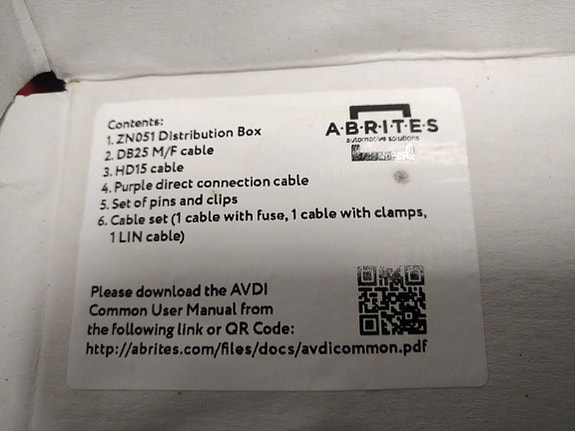 Contents:
1. ZN051 Distribution Box
2. DB25 M/F cable
3. HD15 cable
4. Purple direct connection cable
5. Set of pins and clips
6. Cable set (1 cable with fuse, 1 cable with clamps,
1 LIN cable)
A·B·R·I·T·E·S
automotive solutions
Please download the AVDI
Common User Manual from
the following link or QR Code:
http://abrites.com/files/docs/avdicommon.pdf